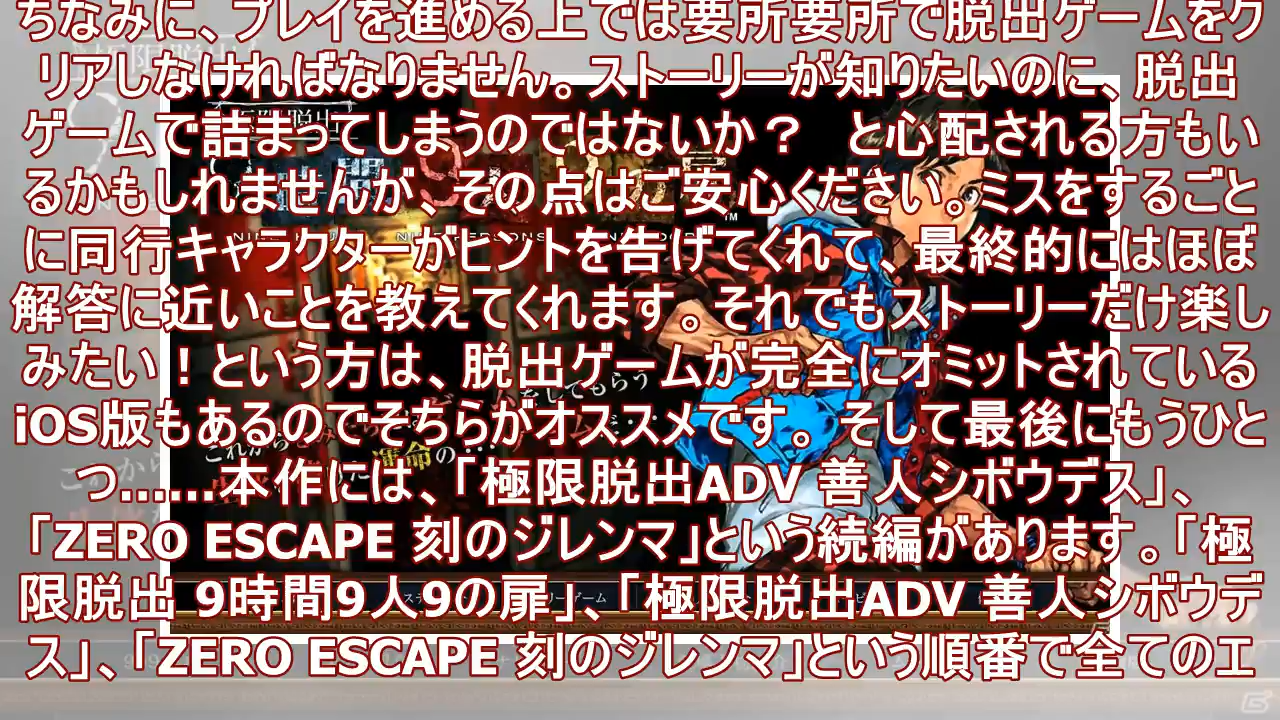 ちなみに、プレイを進める上では要所要所で脱出ゲームをク
リアしなければなりません。ストーリーが知りたいのに、脱出
ゲームで詰まってしまうのではないか？　と心配される方もい
るかもしれませんが、その点はご安心ください。ミスをするごと
に同行キャラクターがヒントを告げてくれて、最終的にはほぼ
解答に近いことを教えてくれます。それでもストーリーだけ楽し
みたい！という方は、脱出ゲームが完全にオミットされている
iOS版もあるのでそちらがオススメです。そして最後にもうひと
つ……本作には、「極限脱出ADV 善人シボウデス」、
「ZERO ESCAPE 刻のジレンマ」という続編があります。「極
限脱出 9時間9人9の扉」、「極限脱出ADV 善人シボウデ
ス」、「ZERO ESCAPE 刻のジレンマ」という順番で全てのエ